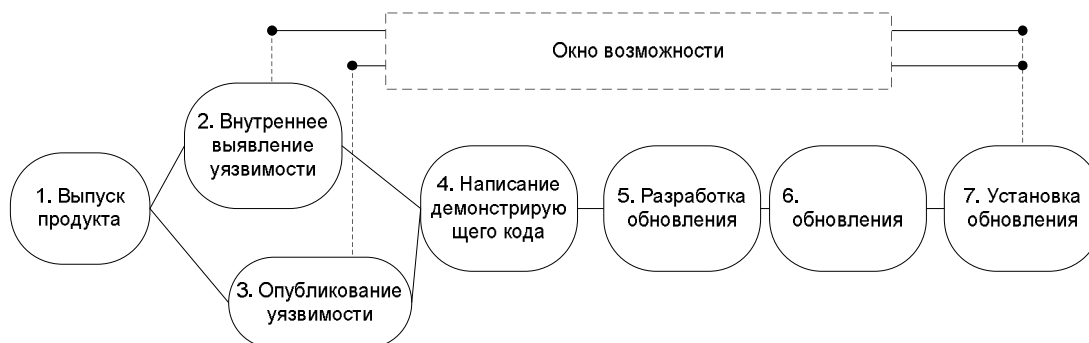 Окно возможности
2. Внутреннее
выявление
уязвимости
1. Выпуск
продукта
4. Написание
демонстрирую
щего кода
5. Разработка
обновления
6.
обновления
7. Установка
обновления
3. Опубликование
уязвимости